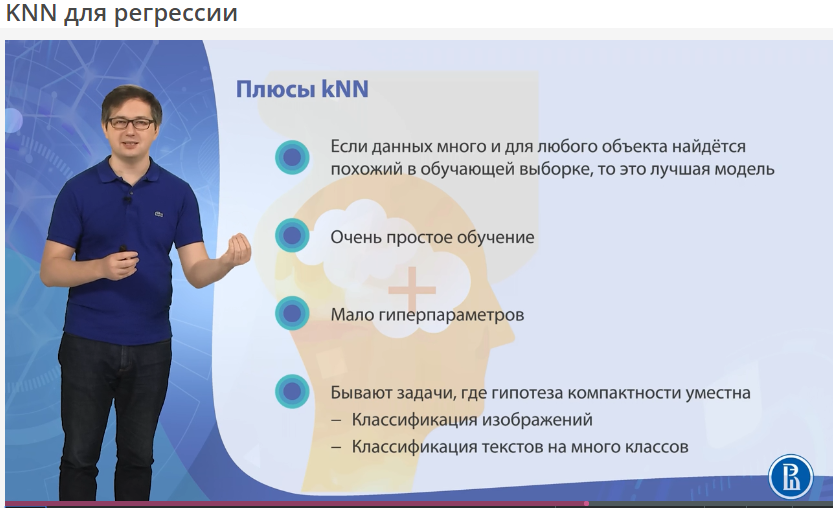 KNN для регрессии
Плюсы kNN
Если данных много и для любого объекта найдётся
похожий в обучающей выборке, то это лучшая модель
Очень простое обучение
Мало гиперпараметров
Бывают задачи, где гипотеза компактности уместна
– Классификация изображений
– Классификация текстов на много классов